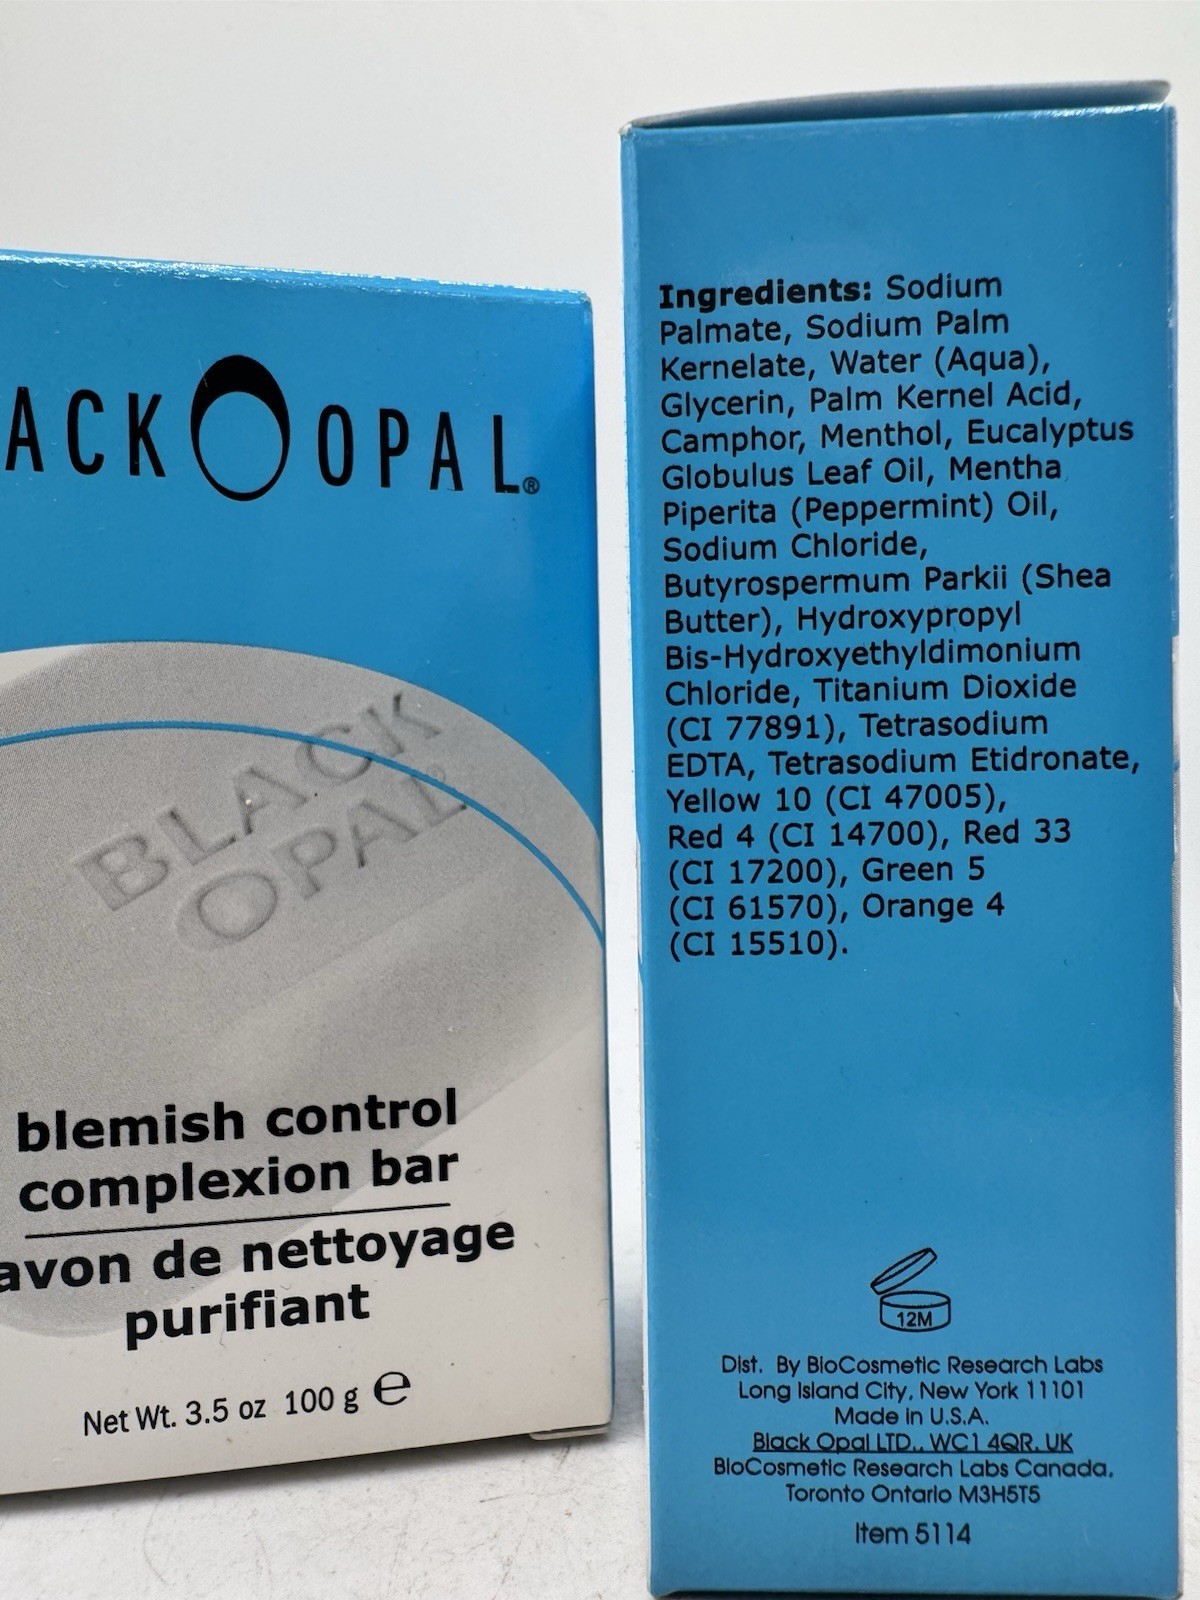 ACK OPAL®
BLACK
OPAL®
blemish control
complexion bar
avon de nettoyage
purifiant
Net Wt. 3.5 oz 100 g ℮
Ingredients: Sodium
Palmate, Sodium Palm
Kernelate, Water (Aqua),
Glycerin, Palm Kernel Acid,
Camphor, Menthol, Eucalyptus
Globulus Leaf Oil, Mentha
Piperita (Peppermint) Oil,
Sodium Chloride,
Butyrospermum Parkii (Shea
Butter), Hydroxypropyl
Bis-Hydroxyethyldimonium
Chloride, Titanium Dioxide
(CI 77891), Tetrasodium
EDTA, Tetrasodium Etidronate,
Yellow 10 (CI 47005),
Red 4 (CI 14700), Red 33
(CI 17200), Green 5
(CI 61570), Orange 4
(CI 15510).
12M
Dist. By BioCosmetic Research Labs
Long Island City, New York 11101
Made in U.S.A.
Black Opal LTD., WC1 4QR. UK
BioCosmetic Research Labs Canada,
Toronto Ontario M3H5T5
Item 5114